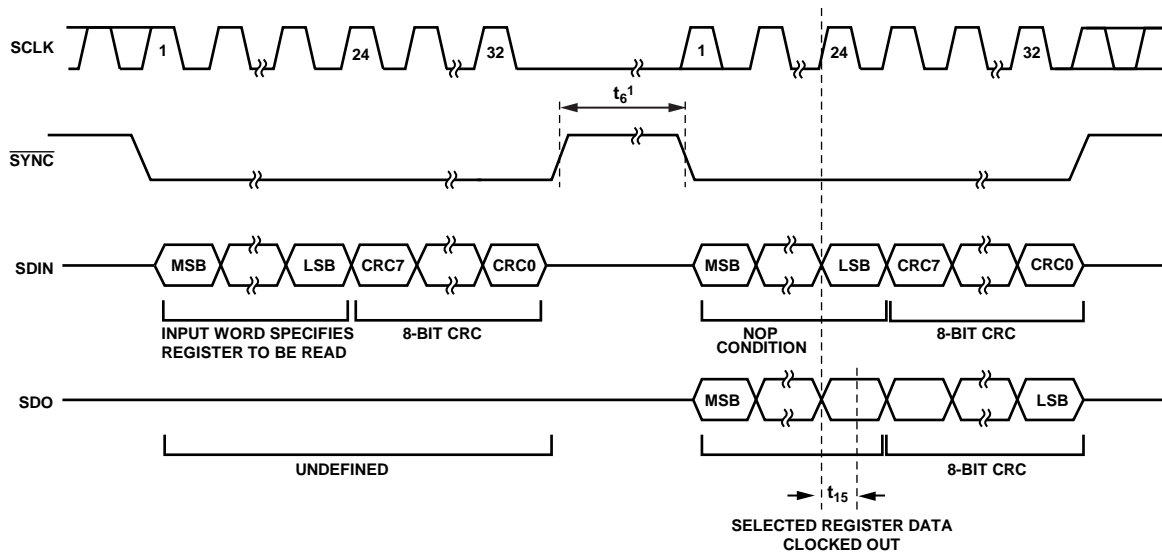 SCLK
1
24
32
1
24
32
t6 1
SYNC
SDIN
MSB
LSB
CRC7
CRC0
MSB
LSB
CRC7
CRC0
INPUT WORD SPECIFIES
REGISTER TO BE READ
8-BIT CRC
NOP
CONDITION
8-BIT CRC
SDO
MSB
LSB
UNDEFINED
8-BIT CRC
t15
SELECTED REGISTER DATA
CLOCKED OUT